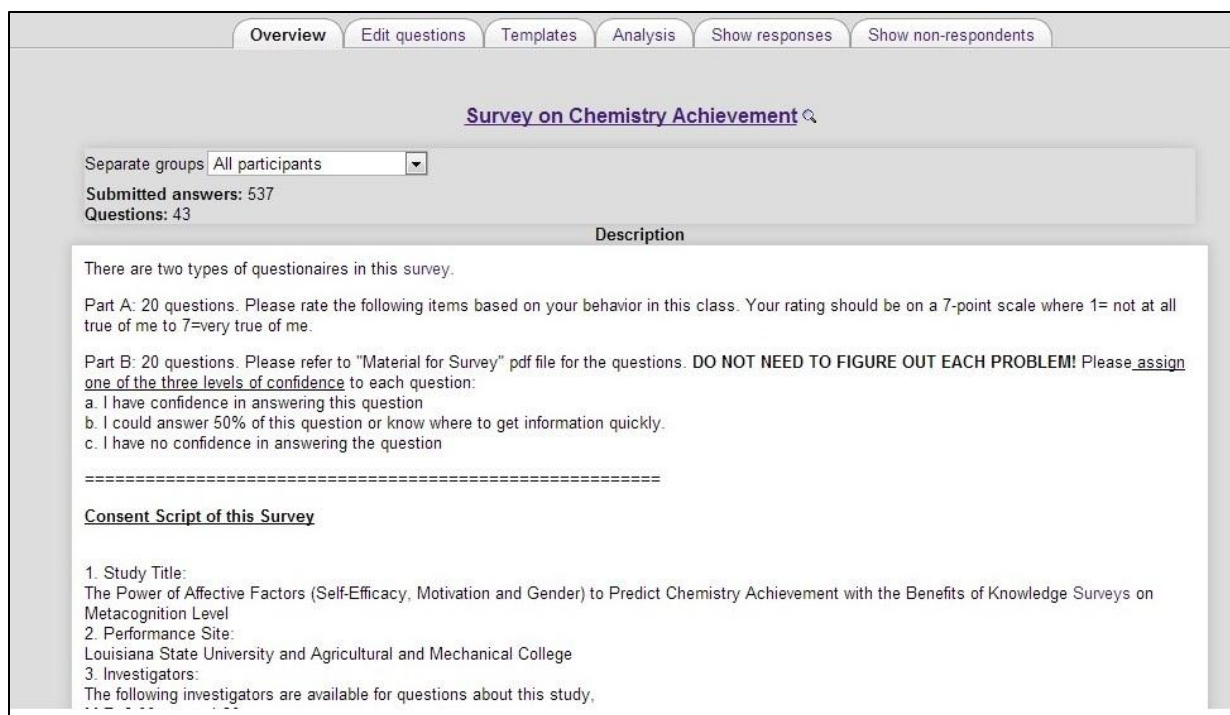 Overview Edit questions Templates Analysis Show responses Show non-respondents
Survey on Chemistry Achievement
Separate groups All participants
Submitted answers: 537
Questions: 43
Description
There are two types of questionaires in this survey.
Part A: 20 questions. Please rate the following items based on your behavior in this class. Your rating should be on a 7-point scale where 1= not at all
true of me to 7=very true of me.
Part B: 20 questions. Please refer to "Material for Survey" pdf file for the questions. DO NOT NEED TO FIGURE OUT EACH PROBLEM! Please assign
one of the three levels of confidence to each question:
a. I have confidence in answering this question
b. I could answer 50% of this question or know where to get information quickly.
c. I have no confidence in answering the question
=========================================================
Consent Script of this Survey
1. Study Title:
The Power of Affective Factors (Self-Efficacy, Motivation and Gender) to Predict Chemistry Achievement with the Benefits of Knowledge Surveys on
Metacognition Level
2. Performance Site:
Louisiana State University and Agricultural and Mechanical College
3. Investigators:
The following investigators are available for questions about this study,